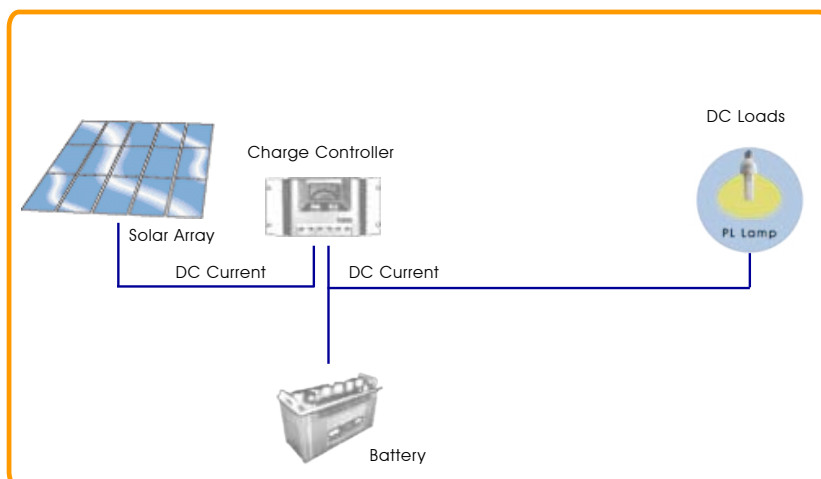 DC Loads
Charge Controller
PL Lamp
Solar Array
DC Current
DC Current
Battery